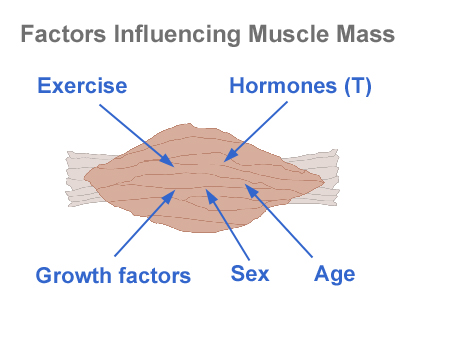 Factors Influencing Muscle Mass
Exercise
Hormones (T)
Growth factors
Sex
Age